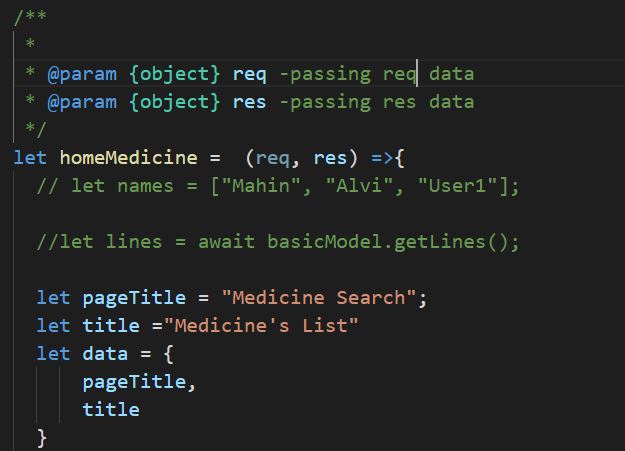 /**
 *
 * @param {object} req -passing req data
 * @param {object} res -passing res data
 */
let homeMedicine =  (req, res) =>{
  // let names = ["Mahin", "Alvi", "User1"];
  //let lines = await basicModel.getLines();
  let pageTitle = "Medicine Search";
  let title ="Medicine's List"
  let data = {
      pageTitle,
      title
  }